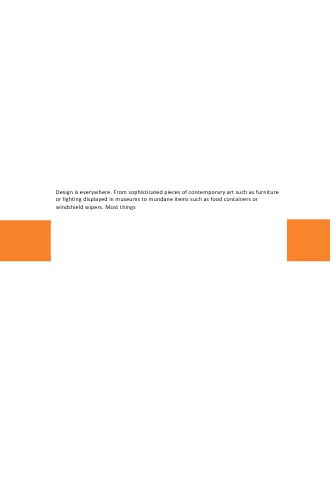 Design is everywhere. From sophisticated pieces of contemporary art such as furniture
or lighting displayed in museums to mundane items such as food containers or
windshield wipers. Most things